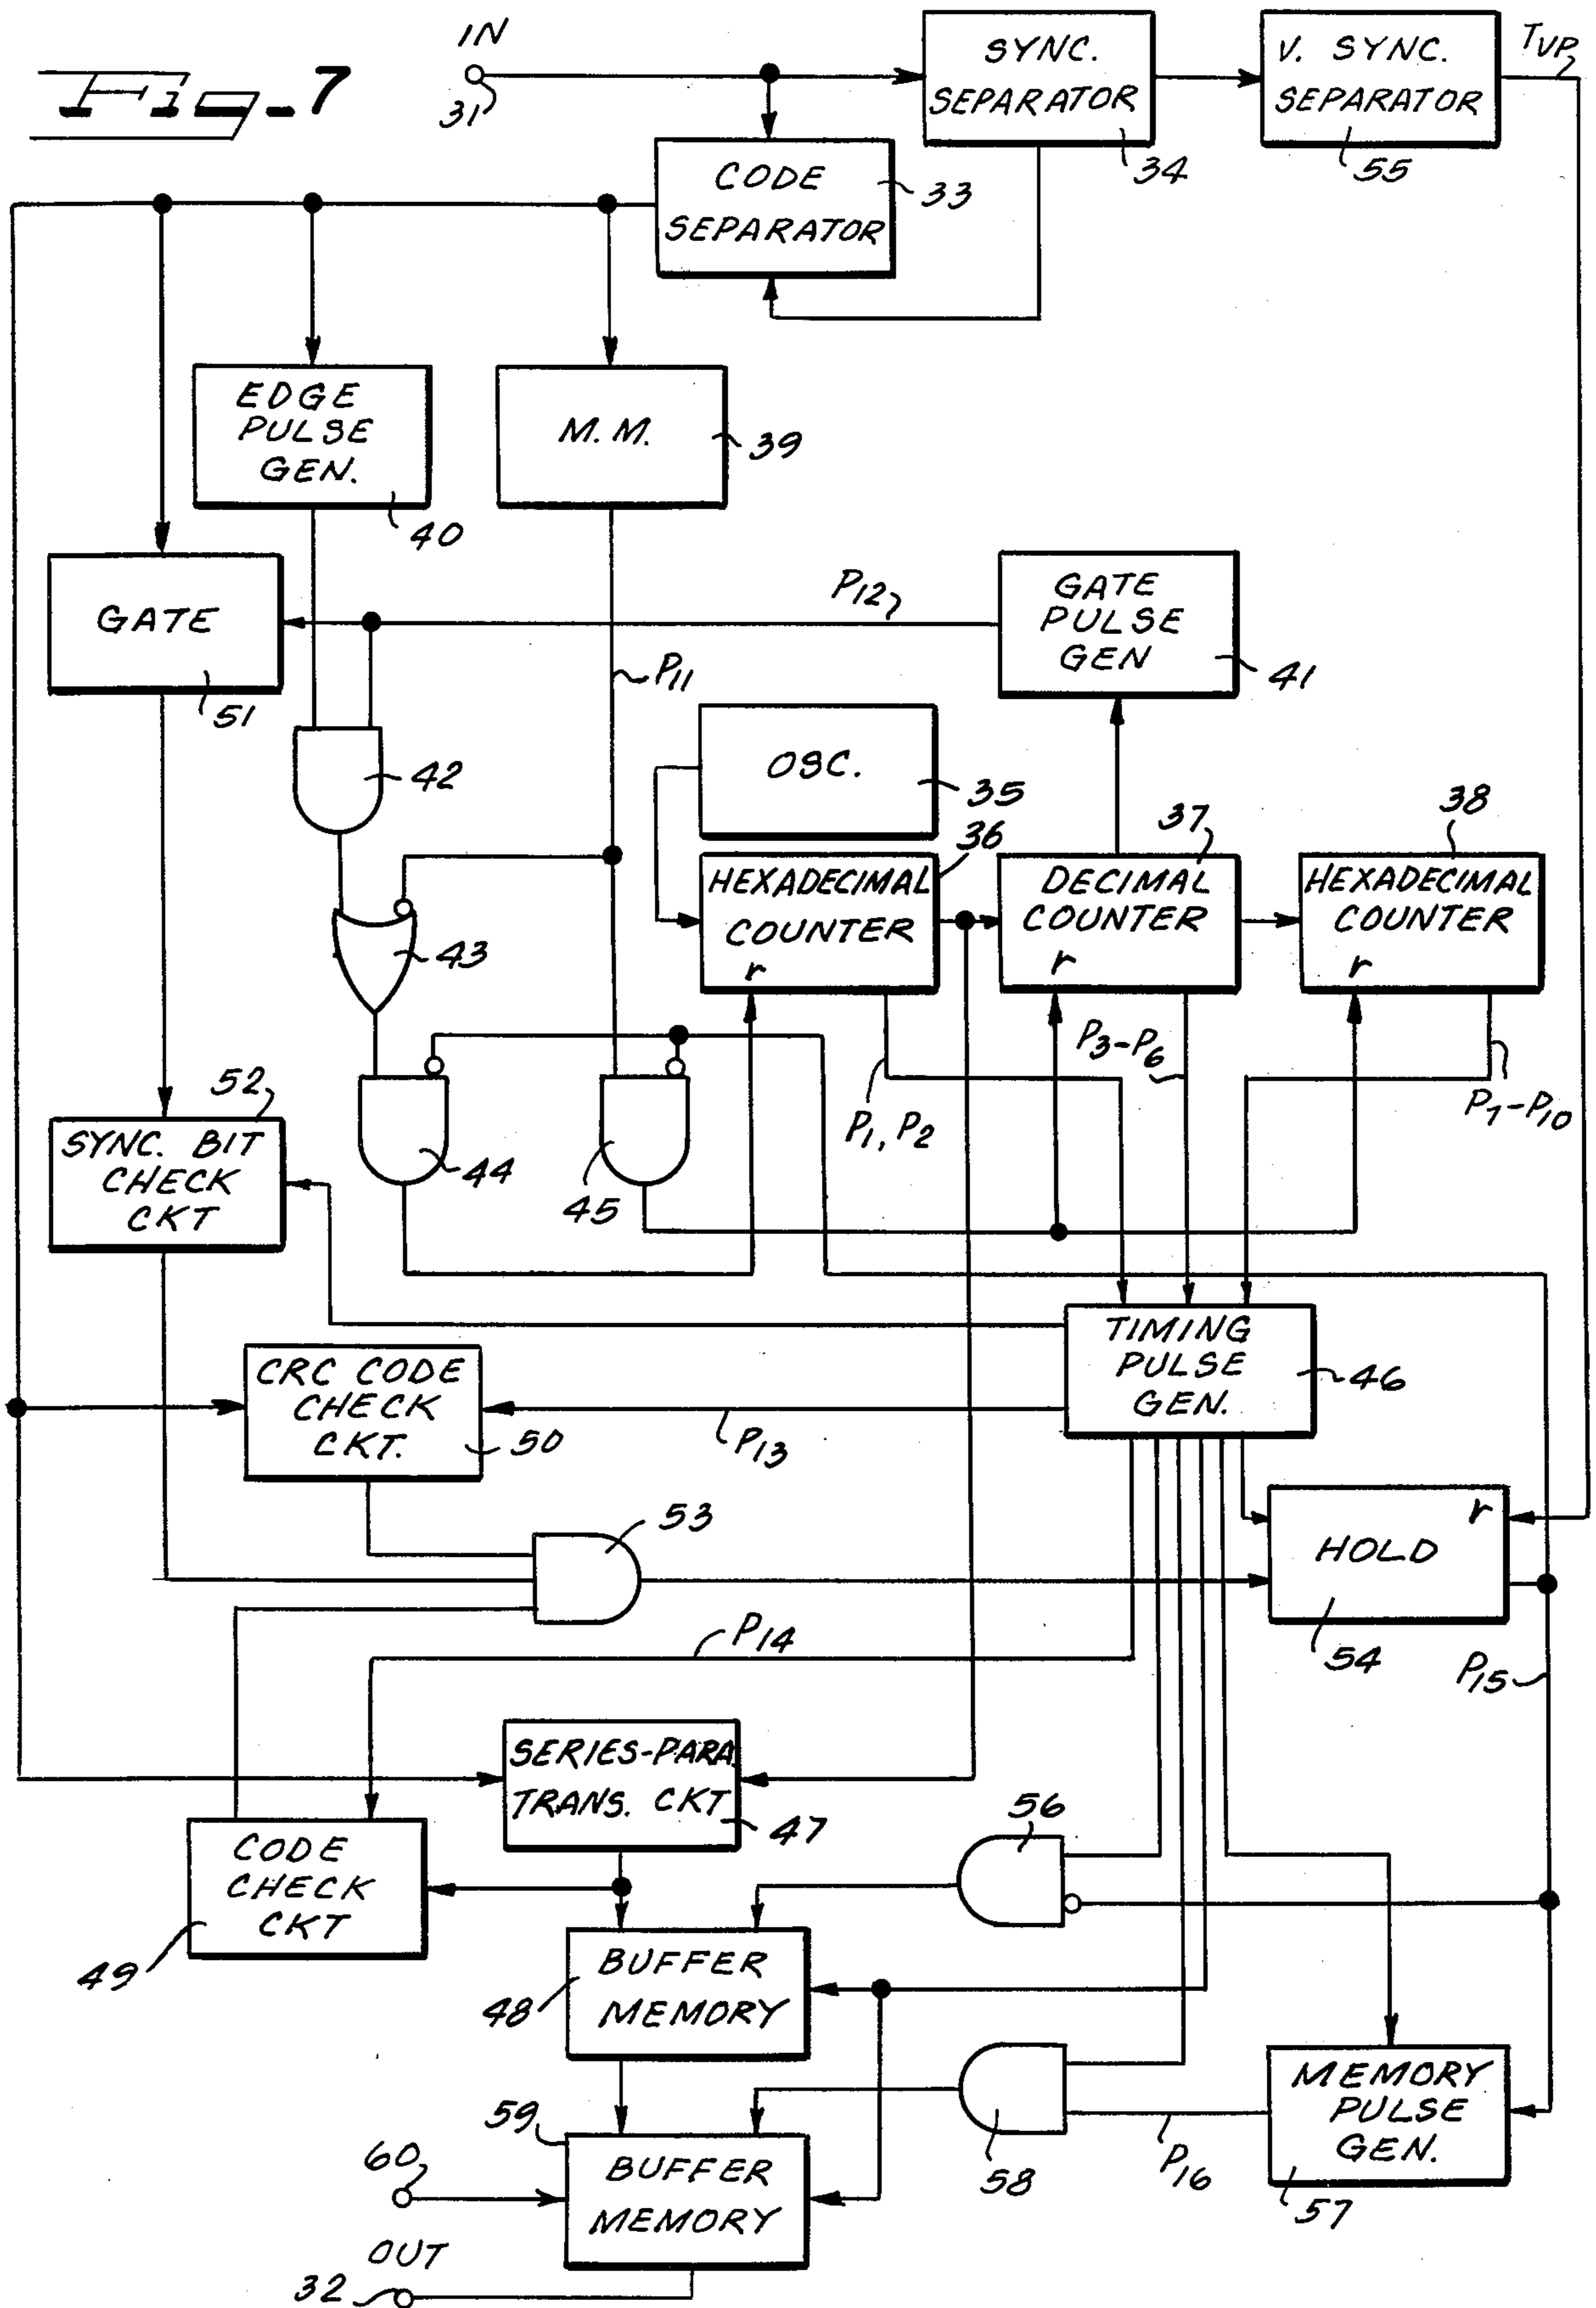 Fig_7
IN
31
SYNC.
SEPARATOR
34
V. SYNC.
SEPARATOR
55
TVP
CODE
SEPARATOR
33
EDGE
PULSE
GEN.
40
M.M.
39
GATE
51
P12
GATE
PULSE
GEN
41
P11
42
OSC.
35
36
37
38
HEXADECIMAL
COUNTER
r
DECIMAL
COUNTER
r
HEXADECIMAL
COUNTER
r
43
P3-P6
P1, P2
P7-P10
44
45
52
SYNC. BIT
CHECK
CKT
TIMING
PULSE
GEN.
46
CRC CODE
CHECK
CKT.
50
P13
53
r
HOLD
54
P14
P15
SERIES-PARA.
TRANS. CKT
47
CODE
CHECK
CKT
49
56
BUFFER
MEMORY
48
MEMORY
PULSE
GEN.
57
58
P16
59
BUFFER
MEMORY
60
OUT
32